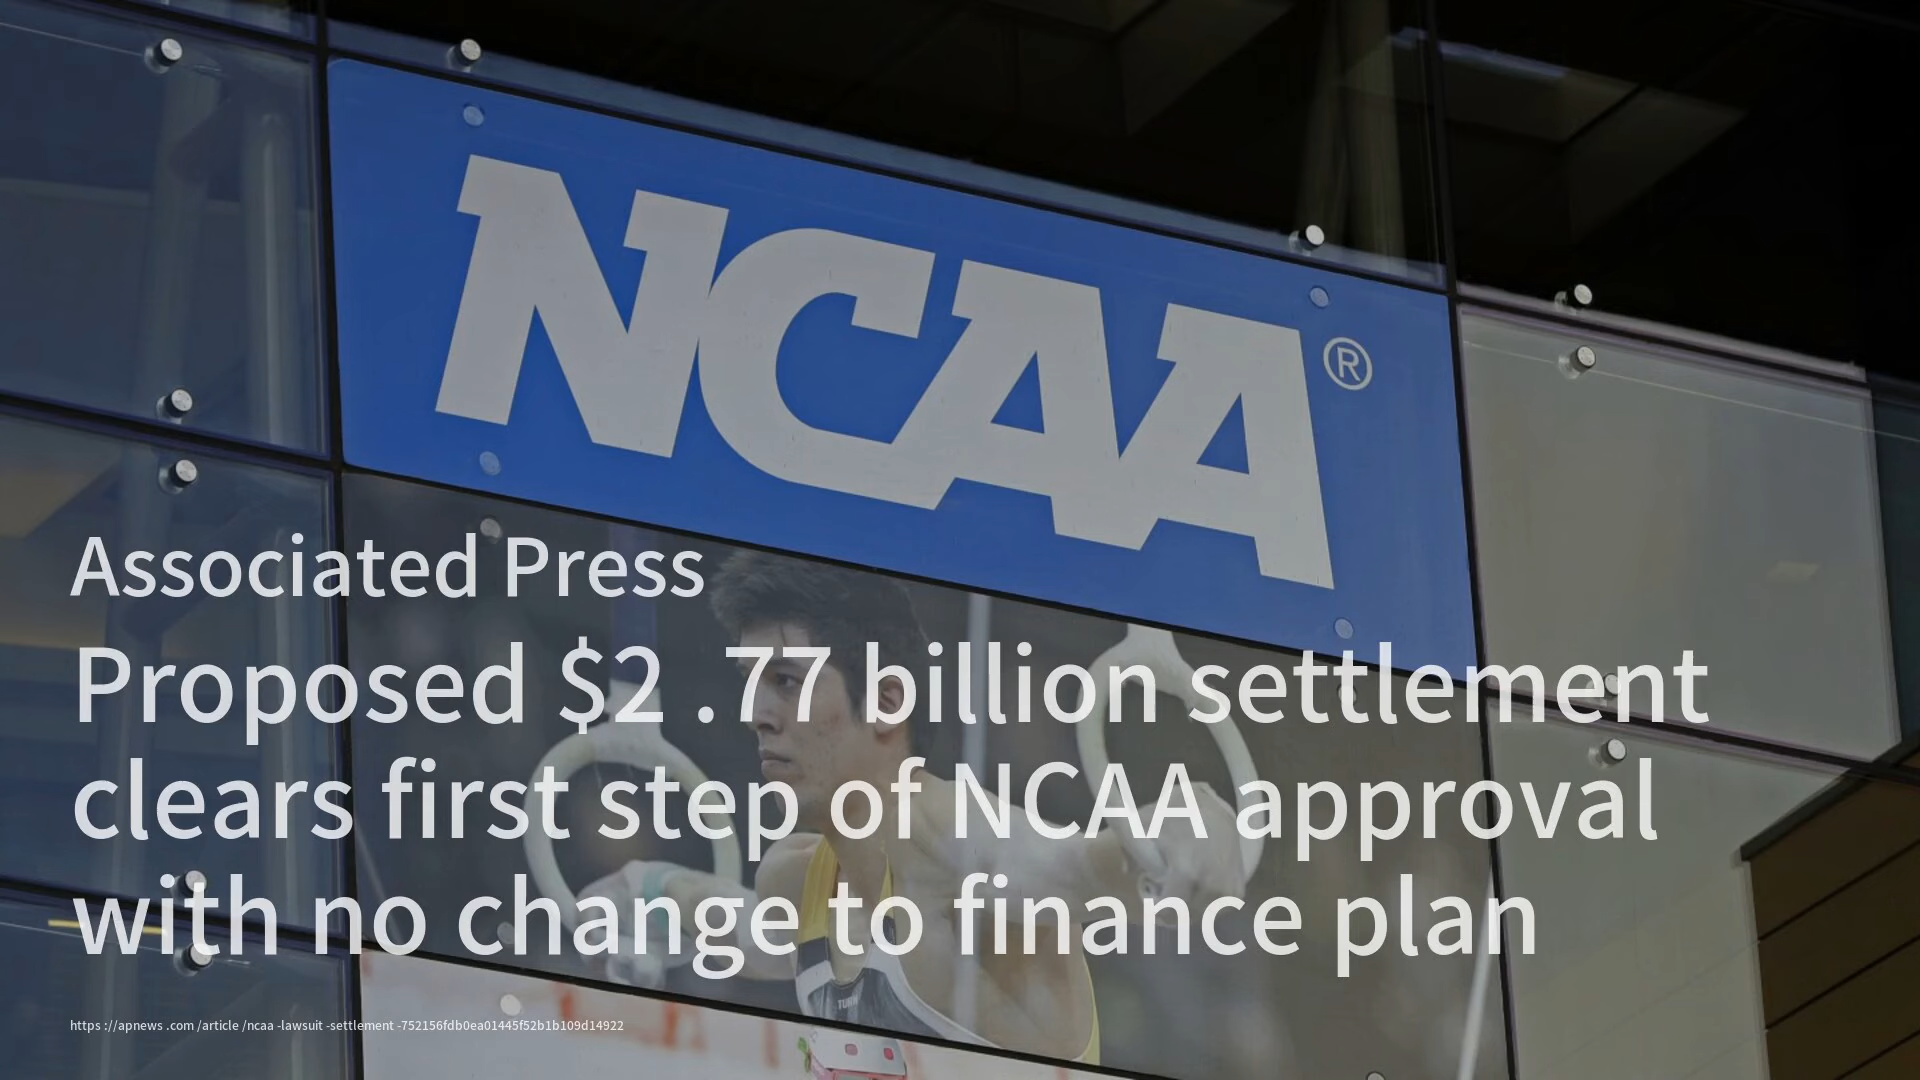 NCAA®
Associated Press
Proposed $2 .77 billion settlement
clears first step of NCAA approval
with no change to finance plan
https ://apnews .com /article /ncaa -lawsuit -settlement -752156fdb0ea01445f52b1b109d14922